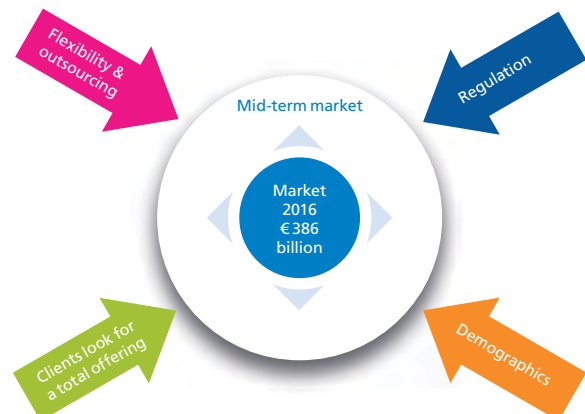 Flexibility &
outsourcing
Regulation
Mid-term market
Market
2016
€ 386
billion
Clients look for
a total offering
Demographics